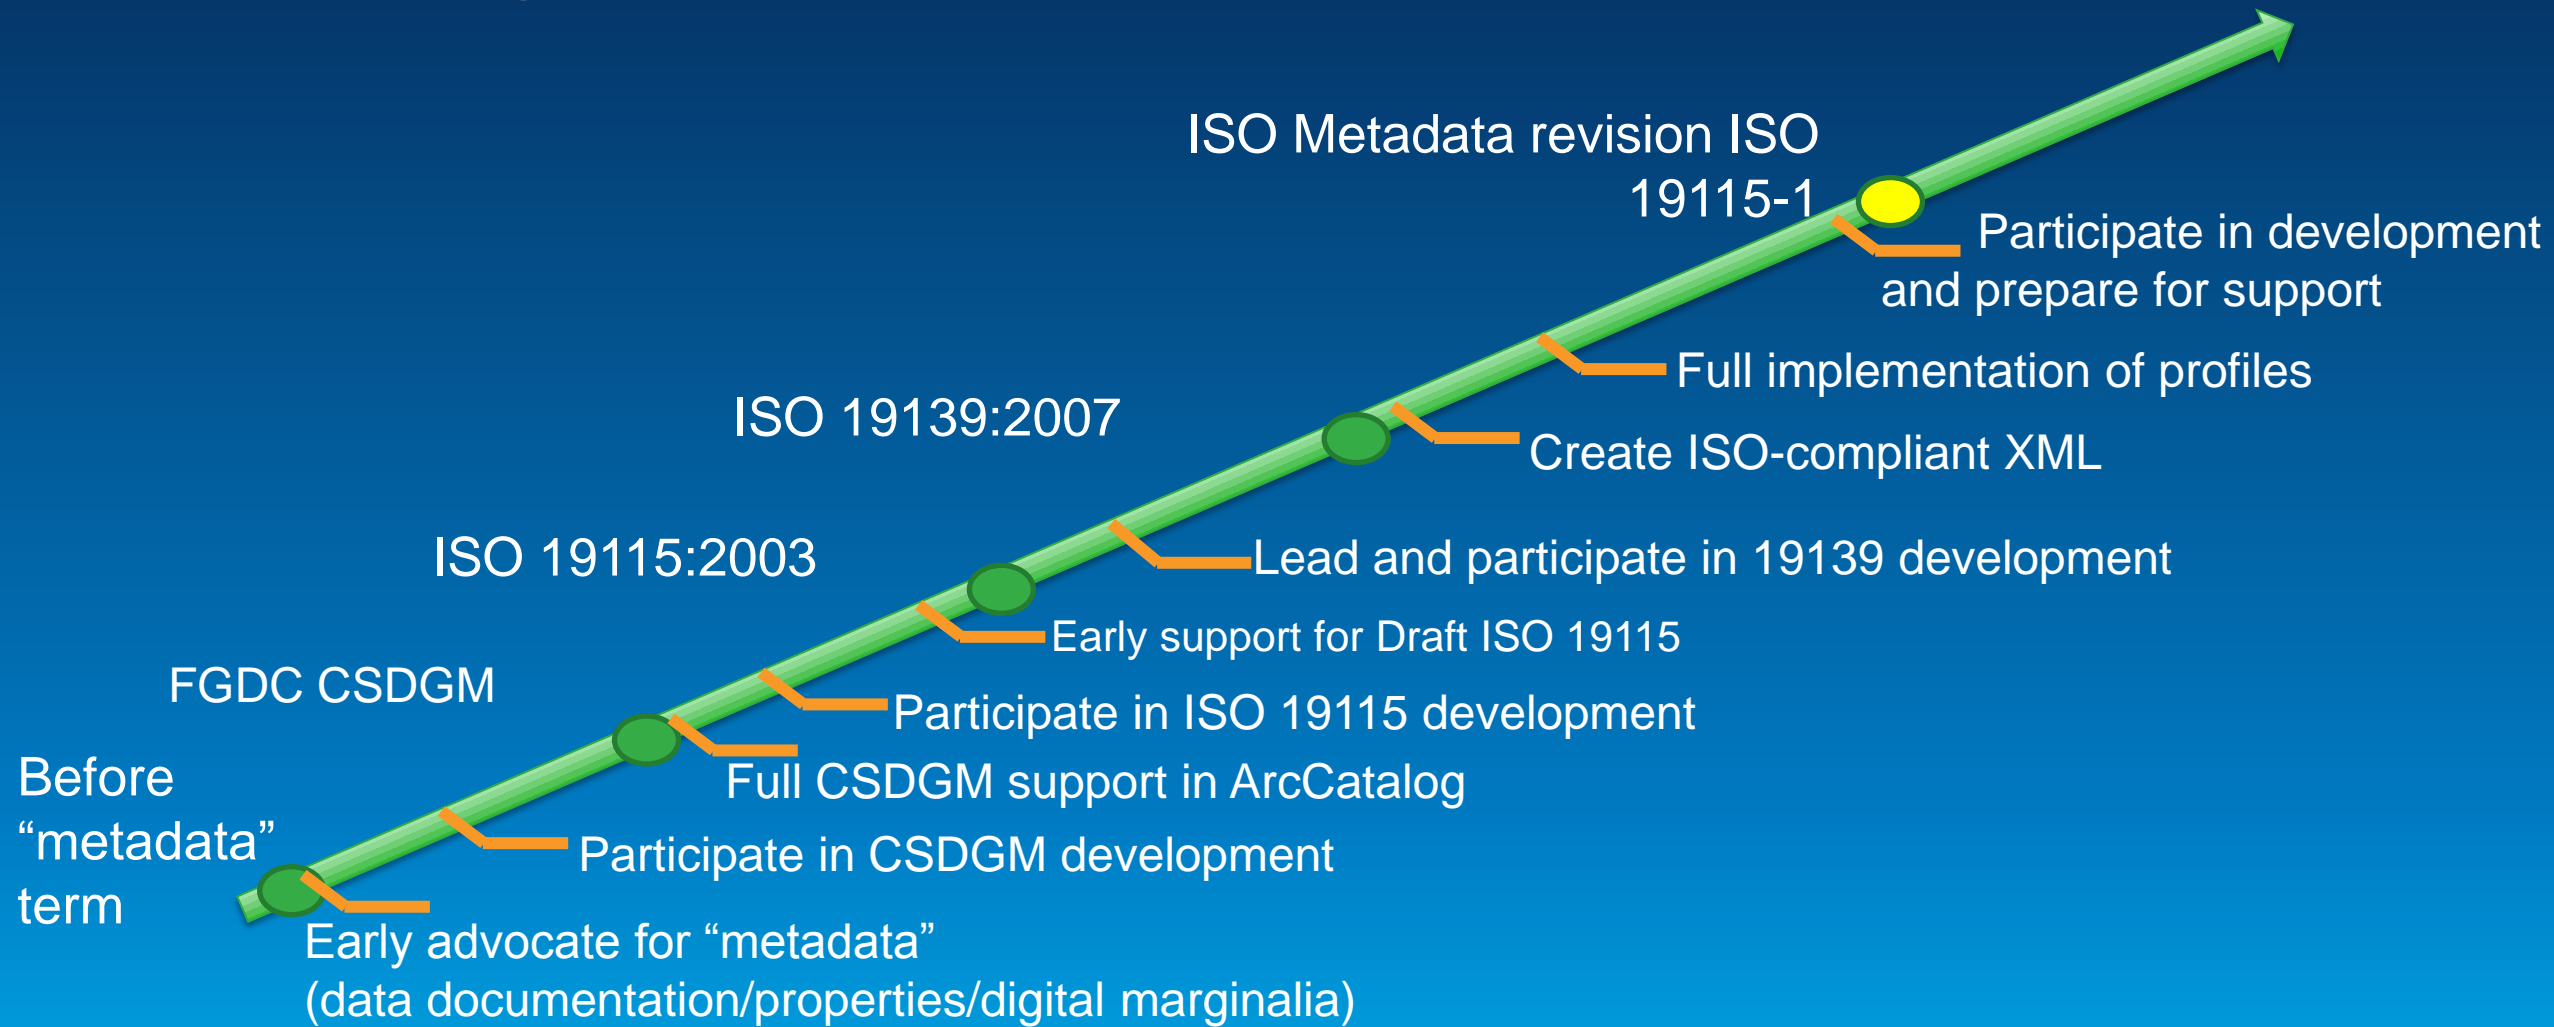 ISO Metadata revision ISO
19115-1
Participate in development
and prepare for support
Full implementation of profiles
ISO 19139:2007
Create ISO-compliant XML
ISO 19115:2003
Lead and participate in 19139 development
Early support for Draft ISO 19115
FGDC CSDGM
Participate in ISO 19115 development
Before
“metadata”
term
Full CSDGM support in ArcCatalog
Participate in CSDGM development
Early advocate for “metadata”
(data documentation/properties/digital marginalia)